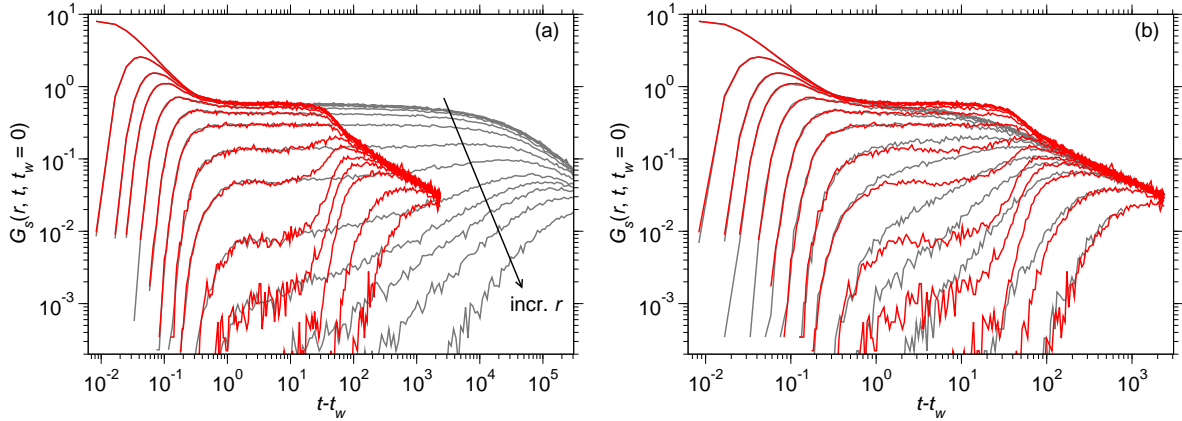 10^1
10^0
10^-1
10^-2
10^-3
G_s(r, t, t_w = 0)
(a)
incr. r
10^-2 10^-1 10^0 10^1 10^2 10^3 10^4 10^5
t-t_w
10^1
10^0
10^-1
10^-2
10^-3
G_s(r, t, t_w = 0)
(b)
10^-2 10^-1 10^0 10^1 10^2 10^3
t-t_w